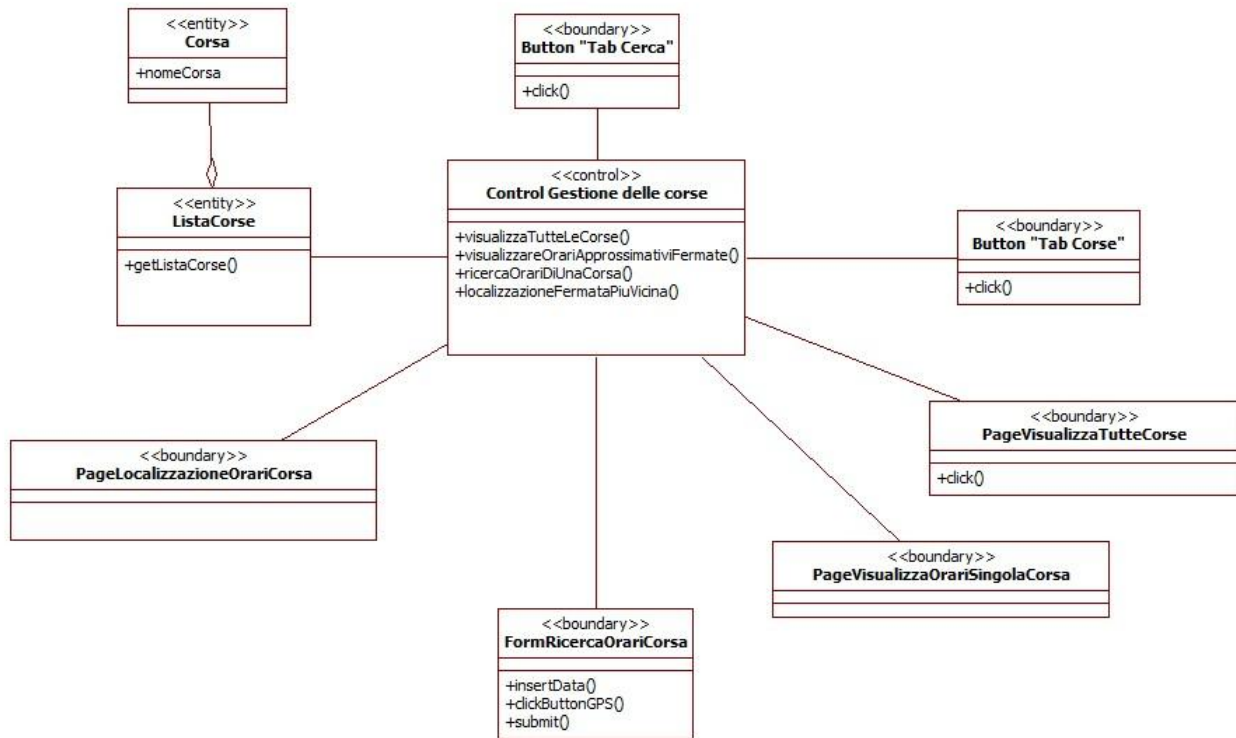 <<entity>>
Corsa
+nomeCorsa
<<boundary>>
Button "Tab Cerca"
+click()
<<entity>>
ListaCorse
+getListaCorse()
<<control>>
Control Gestione delle corse
+visualizzaTutteLeCorse()
+visualizzareOrariApprossimativiFermate()
+ricercaOrariDiUnaCorsa()
+localizzazioneFermataPiuVicina()
<<boundary>>
Button "Tab Corse"
+click()
<<boundary>>
PageLocalizzazioneOrariCorsa
<<boundary>>
PageVisualizzaTutteCorse
+click()
<<boundary>>
PageVisualizzaOrariSingolaCorsa
<<boundary>>
FormRicercaOrariCorsa
+insertData()
+clickButtonGPS()
+submit()